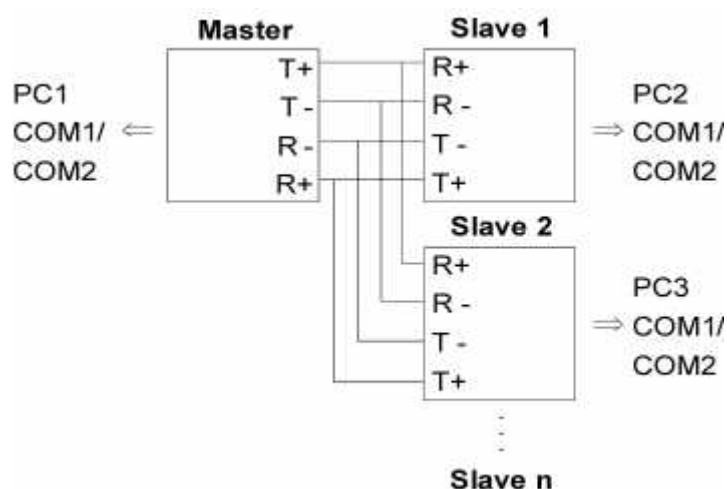 Master
T+
T -
R -
R+
PC1
COM1/
COM2
Slave 1
R+
R -
T -
T+
PC2
COM1/
COM2
Slave 2
R+
R -
T -
T+
PC3
COM1/
COM2
Slave n